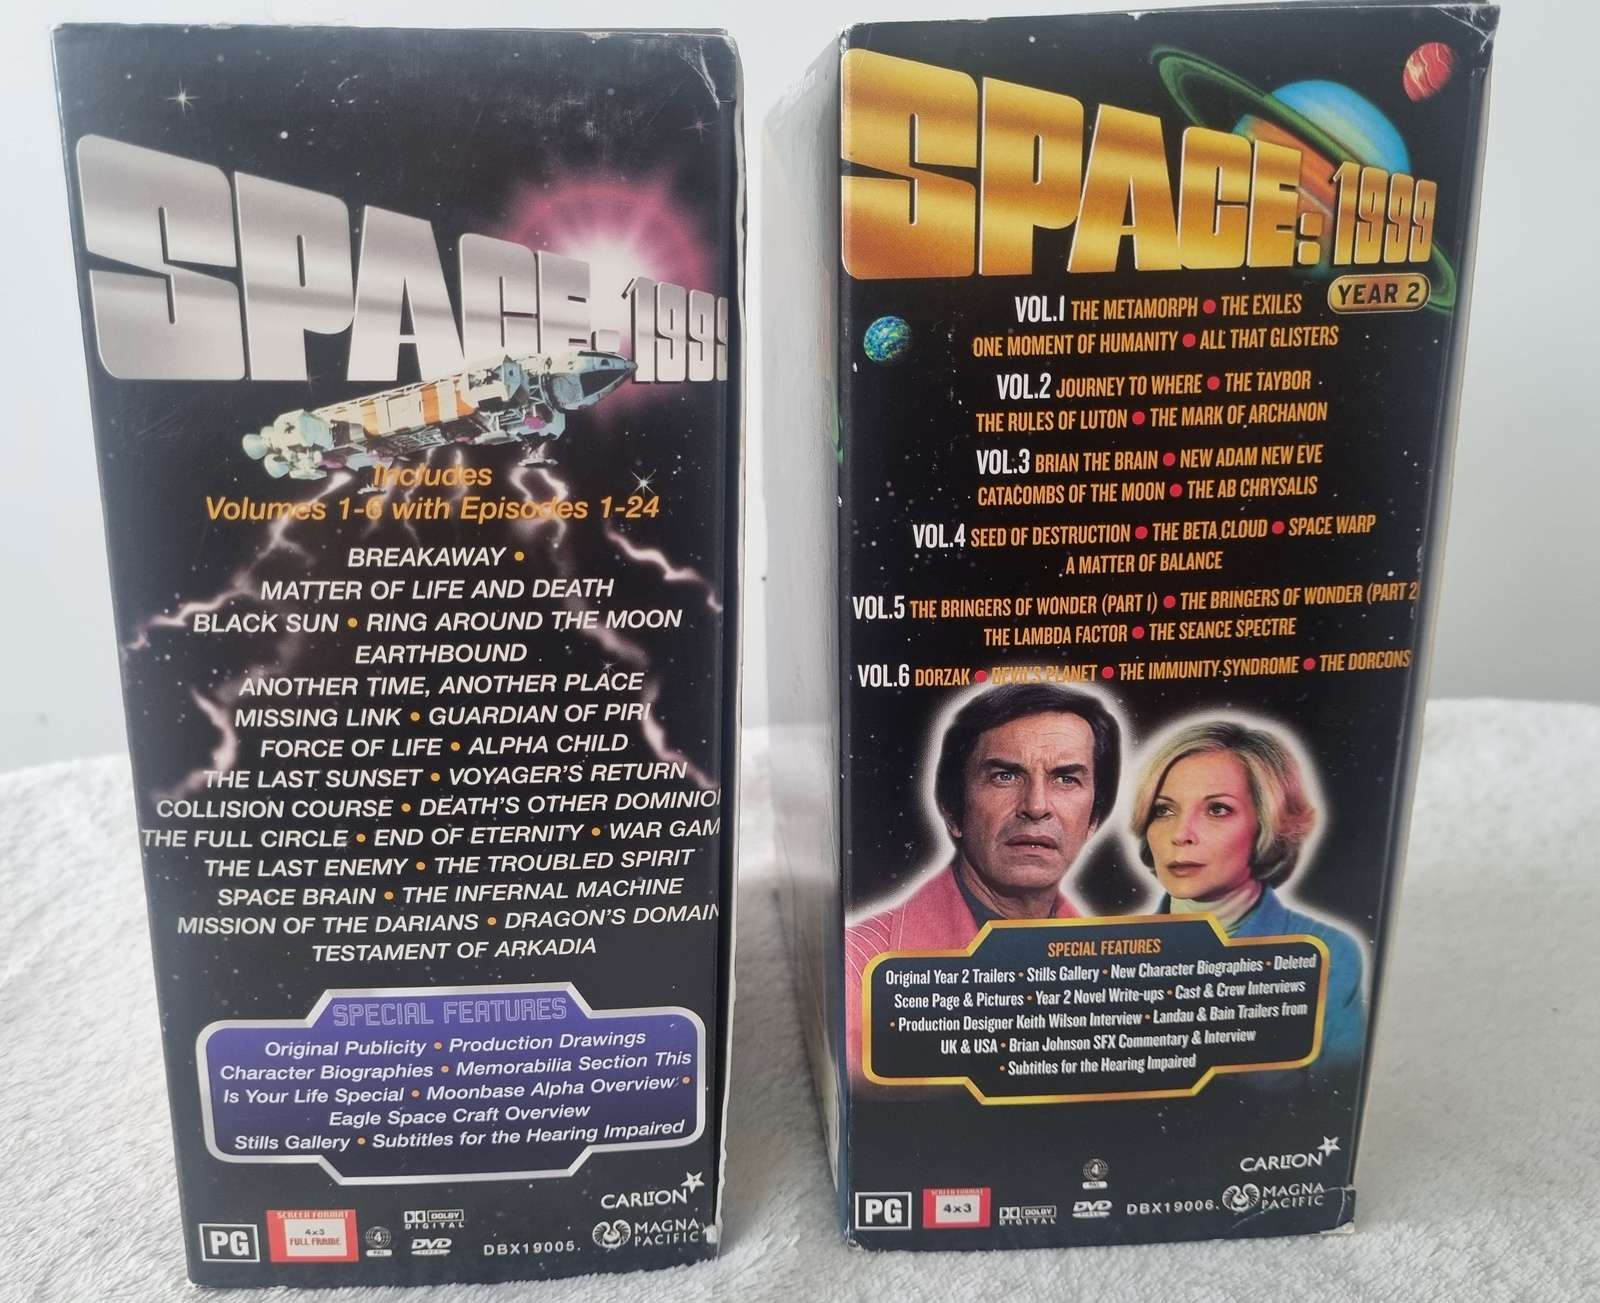 SPACE: 1999
Includes
Volumes 1-6 with Episodes 1-24
BREAKAWAY •
MATTER OF LIFE AND DEATH
BLACK SUN • RING AROUND THE MOON
EARTHBOUND
ANOTHER TIME, ANOTHER PLACE
MISSING LINK • GUARDIAN OF PIRI
FORCE OF LIFE • ALPHA CHILD
THE LAST SUNSET • VOYAGER'S RETURN
COLLISION COURSE • DEATH'S OTHER DOMINIO
THE FULL CIRCLE • END OF ETERNITY • WAR GAM
THE LAST ENEMY • THE TROUBLED SPIRIT
SPACE BRAIN • THE INFERNAL MACHINE
MISSION OF THE DARIANS • DRAGON'S DOMAIN
TESTAMENT OF ARKADIA
SPECIAL FEATURES
Original Publicity • Production Drawings
Character Biographies • Memorabilia Section This
Is Your Life Special • Moonbase Alpha Overview •
Eagle Space Craft Overview
Stills Gallery • Subtitles for the Hearing Impaired
CARLTON
PG
SCREEN FORMAT
4x3
FULL FRAME
4
PAL
DOLBY
DIGITAL
DVD
VIDEO
DBX19005.
MAGNA
PACIFIC
SPACE: 1999
YEAR 2
VOL.1 THE METAMORPH • THE EXILES
ONE MOMENT OF HUMANITY • ALL THAT GLISTERS
VOL.2 JOURNEY TO WHERE • THE TAYBOR
THE RULES OF LUTON • THE MARK OF ARCHANON
VOL.3 BRIAN THE BRAIN • NEW ADAM NEW EVE
CATACOMBS OF THE MOON • THE AB CHRYSALIS
VOL.4 SEED OF DESTRUCTION • THE BETA CLOUD • SPACE WARP
A MATTER OF BALANCE
VOL.5 THE BRINGERS OF WONDER (PART 1) • THE BRINGERS OF WONDER (PART 2
THE LAMBDA FACTOR • THE SEANCE SPECTRE
VOL.6 DORZAK • DEVIL'S PLANET • THE IMMUNITY SYNDROME • THE DORCONS
SPECIAL FEATURES
Original Year 2 Trailers • Stills Gallery • New Character Biographies • Deleted
Scene Page & Pictures • Year 2 Novel Write-ups • Cast & Crew Interviews
• Production Designer Keith Wilson Interview • Landau & Bain Trailers from
UK & USA • Brian Johnson SFX Commentary & Interview
• Subtitles for the Hearing Impaired
CARLTON
PG
SCREEN FORMAT
4x3
4
PAL
DOLBY
DIGITAL
DVD
VIDEO
DBX19006.
MAGNA
PACIFIC